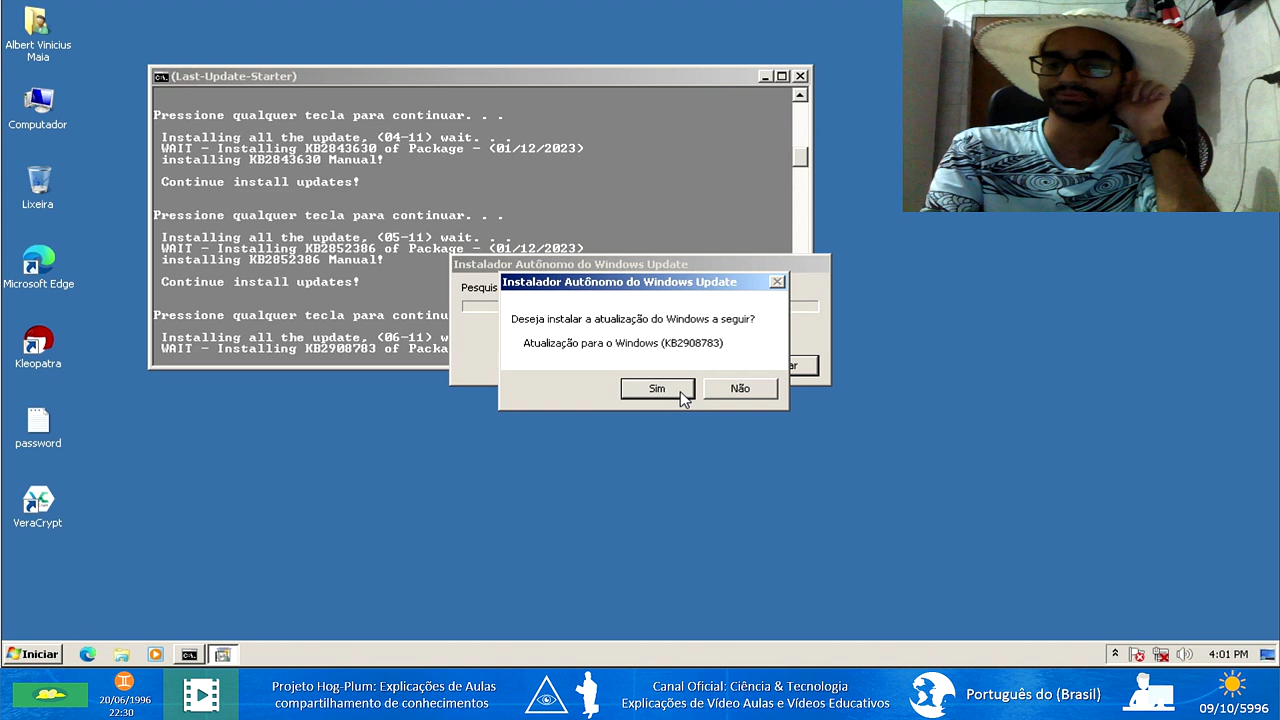 Albert Vinicius
Maia
Computador
Lixeira
Microsoft Edge
Kleopatra
password
VeraCrypt
(Last-Update-Starter)
Pressione qualquer tecla para continuar. . .
Installing all the update, (04-11) wait. . .
WAIT - Installing KB2843630 of Package - (01/12/2023)
installing KB2843630 Manual!
Continue install updates!
Pressione qualquer tecla para continuar. . .
Installing all the update, (05-11) wait. . .
WAIT - Installing KB2852386 of Package - (01/12/2023)
installing KB2852386 Manual!
Continue install updates!
Pressione qualquer tecla para continu
Installing all the update, (06-11) w
WAIT - Installing KB2908783 of Packa
Instalador Autônomo do Windows Update
Pesquis
ar
Instalador Autônomo do Windows Update
Deseja instalar a atualização do Windows a seguir?
Atualização para o Windows (KB2908783)
Sim
Não
Iniciar
4:01 PM
20/06/1996
22:30
Projeto Hog-Plum: Explicações de Aulas
compartilhamento de conhecimentos
Canal Oficial: Ciência & Tecnologia
Explicações de Vídeo Aulas e Vídeos Educativos
Português do (Brasil)
09/10/5996